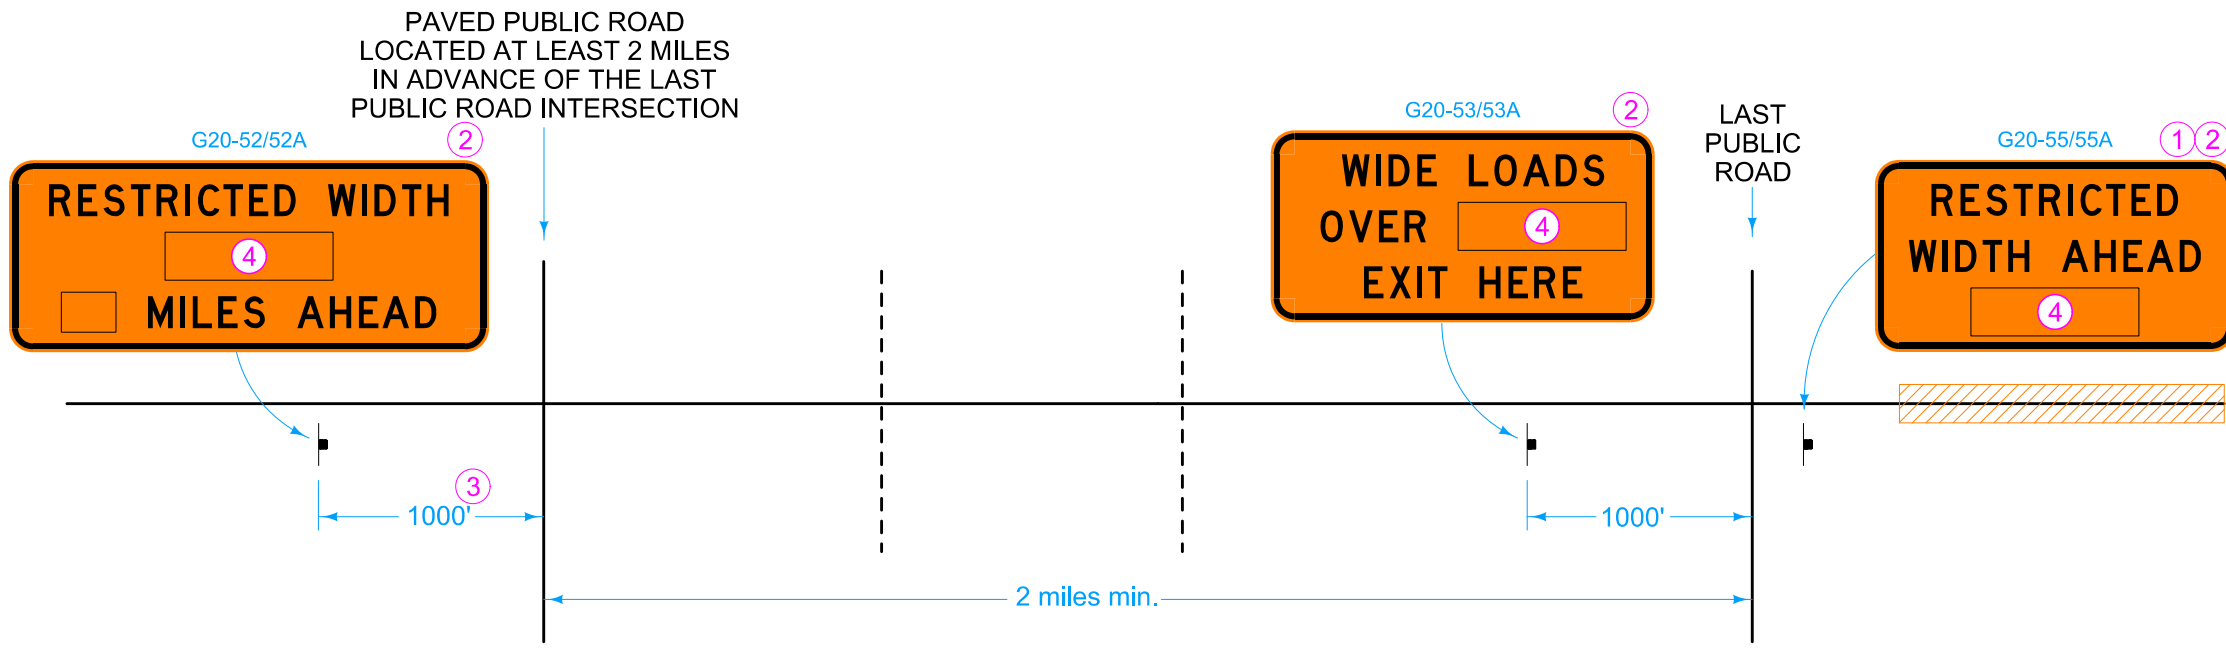 PAVED PUBLIC ROAD
LOCATED AT LEAST 2 MILES
IN ADVANCE OF THE LAST
PUBLIC ROAD INTERSECTION
G20-52/52A
2
RESTRICTED WIDTH
4
MILES AHEAD
G20-53/53A
2
WIDE LOADS
OVER 4
EXIT HERE
LAST
PUBLIC
ROAD
G20-55/55A
1 2
RESTRICTED
WIDTH AHEAD
4
3
1000'
1000'
2 miles min.